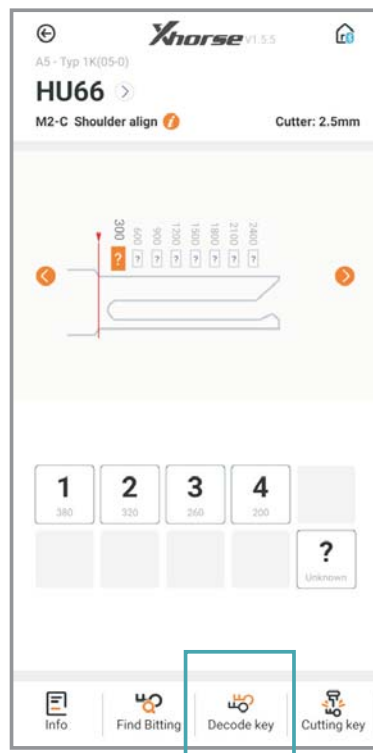 Xhorse V1.5.5
A5 - Typ 1K(05-0)
HU66
M2-C Shoulder align i Cutter: 2.5mm
300 600 900 1200 1500 1800 2100 2400
? ? ? ? ? ? ? ?
1 2 3 4
380 320 260 200
?
Unknown
Info Find Bitting Decode key Cutting key